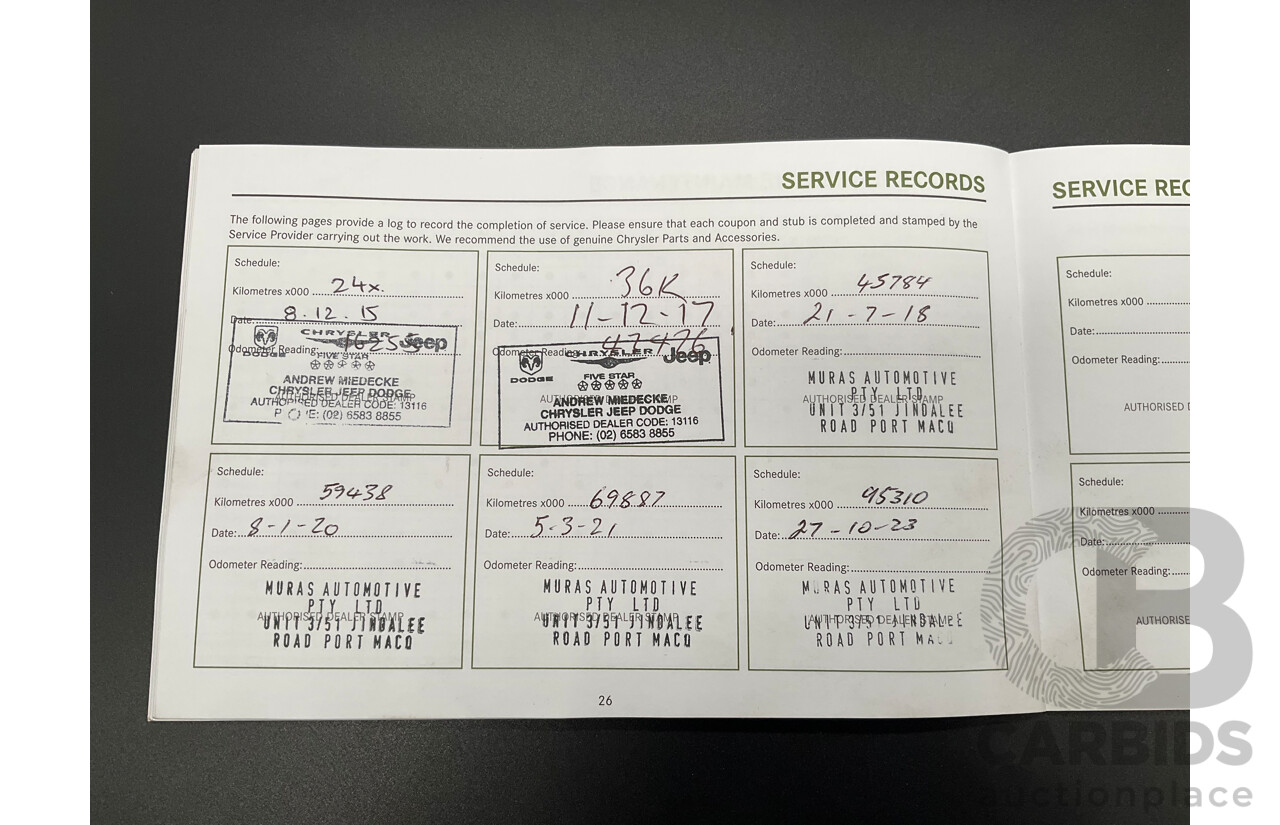 SERVICE RECORDS
The following pages provide a log to record the completion of service. Please ensure that each coupon and stub is completed and stamped by the
Service Provider carrying out the work. We recommend the use of genuine Chrysler Parts and Accessories.
Schedule:
Kilometres x000 24x.
Date: 8.12.15
Odometer Reading:
CHRYSLER
DODGE
Jeep
FIVE STAR
ANDREW MIEDECKE
CHRYSLER JEEP DODGE
AUTHORISED DEALER STAMP
AUTHORISED DEALER CODE: 13116
(02) 6583 8855
Schedule:
Kilometres x000 36K
Date: 11-12-17
Odometer Reading: 47476
CHRYSLER
Jeep
DODGE
FIVE STAR
ANDREW MIEDECKE
CHRYSLER JEEP DODGE
AUTHORISED DEALER CODE: 13116
PHONE: (02) 6583 8855
Schedule:
Kilometres x000 45784
Date: 21-7-18
Odometer Reading:
MURAS AUTOMOTIVE
PTY LTD
AUTHORISED DEALER STAMP
UNIT 3/51 JINDALEE
ROAD PORT MACQ
Schedule:
Kilometres x000 59438
Date: 8-1-20
Odometer Reading:
MURAS AUTOMOTIVE
PTY LTD
AUTHORISED DEALER STAMP
UNIT 3/51 JINDALEE
ROAD PORT MACQ
Schedule:
Kilometres x000 69887
Date: 5-3-21
Odometer Reading:
MURAS AUTOMOTIVE
PTY LTD
AUTHORISED DEALER STAMP
UNIT 3/51 JINDALEE
ROAD PORT MACQ
Schedule:
Kilometres x000 95310
Date: 27-10-23
Odometer Reading:
MURAS AUTOMOTIVE
PTY LTD
AUTHORISED DEALER STAMP
UNIT 3/51 JINDALEE
ROAD PORT
26
SERVICE REC
Schedule:
Kilometres x000
Date:
Odometer Reading:
AUTHORISED D
Schedule:
Kilometres x000
Date:
Odometer Reading:
AUTHORISE
CARBIDS
auctionplace